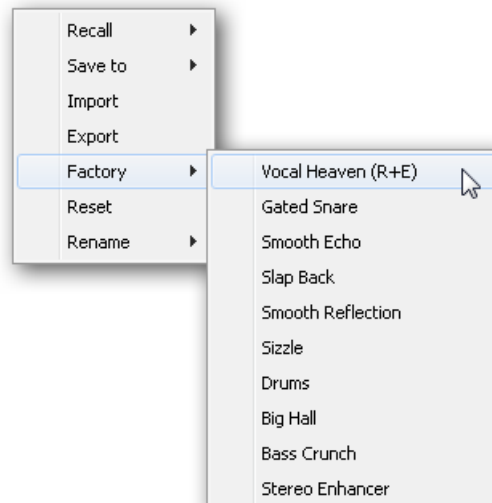 Recall
Save to
Import
Export
Factory
Reset
Rename
Vocal Heaven (R+E)
Gated Snare
Smooth Echo
Slap Back
Smooth Reflection
Sizzle
Drums
Big Hall
Bass Crunch
Stereo Enhancer